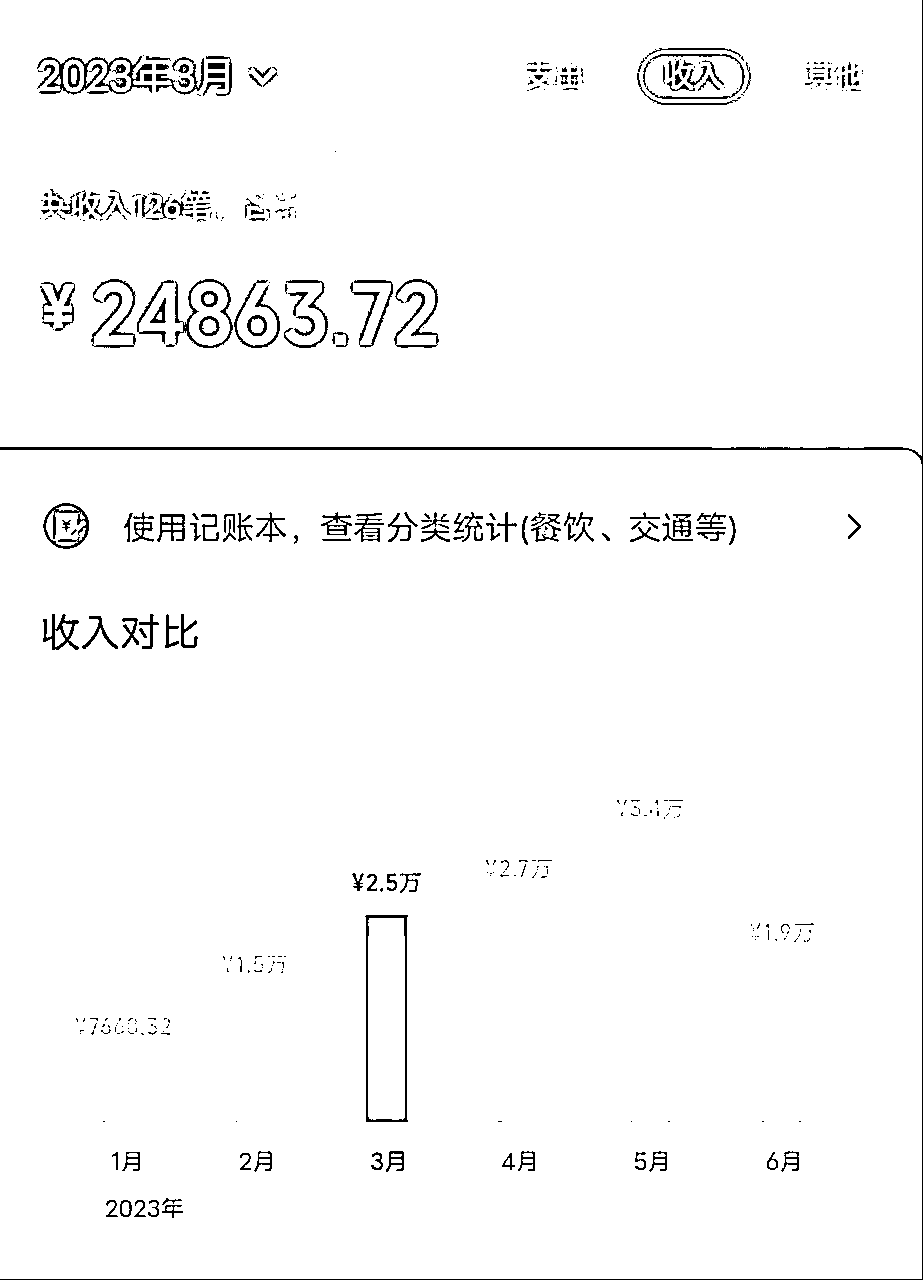 2023年3月 支出 收入 其他
共收入126笔，合计
¥24863.72
使用记账本，查看分类统计(餐饮、交通等)
收入对比
¥3.4万
¥2.7万
¥2.5万
¥1.9万
¥1.5万
¥7660.32
1月 2月 3月 4月 5月 6月
2023年